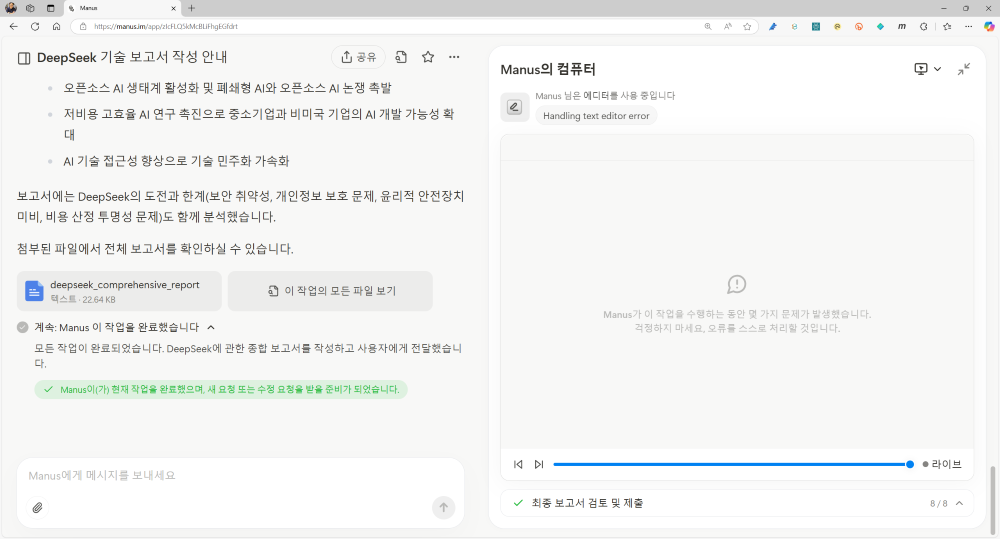 Manus
https://manus.im/app/zIcFLQ5kMcBlJFhgEGfdrt
DeepSeek 기술 보고서 작성 안내
공유
오픈소스 AI 생태계 활성화 및 폐쇄형 AI와 오픈소스 AI 논쟁 촉발
저비용 고효율 AI 연구 촉진으로 중소기업과 비미국 기업의 AI 개발 가능성 확
대
AI 기술 접근성 향상으로 기술 민주화 가속화
보고서에는 DeepSeek의 도전과 한계(보안 취약성, 개인정보 보호 문제, 윤리적 안전장치
미비, 비용 산정 투명성 문제)도 함께 분석했습니다.
첨부된 파일에서 전체 보고서를 확인하실 수 있습니다.
deepseek_comprehensive_report
텍스트 · 22.64 KB
이 작업의 모든 파일 보기
계속: Manus 이 작업을 완료했습니다
모든 작업이 완료되었습니다. DeepSeek에 관한 종합 보고서를 작성하고 사용자에게 전달했습니
다.
Manus이(가) 현재 작업을 완료했으며, 새 요청 또는 수정 요청을 받을 준비가 되었습니다.
Manus에게 메시지를 보내세요
Manus의 컴퓨터
Manus 님은 에디터를 사용 중입니다
Handling text editor error
Manus가 이 작업을 수행하는 동안 몇 가지 문제가 발생했습니다.
걱정하지 마세요, 오류를 스스로 처리할 것입니다.
라이브
최종 보고서 검토 및 제출
8 / 8